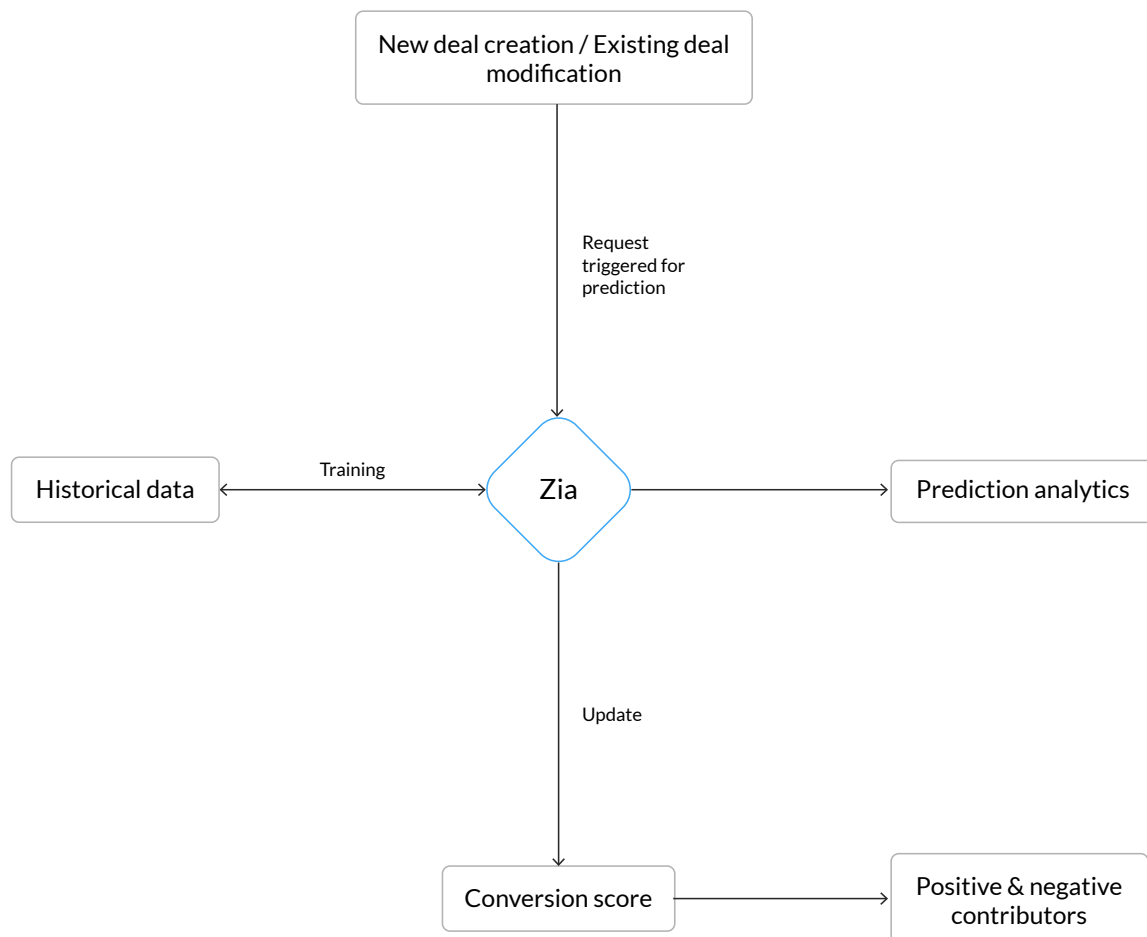 New deal creation / Existing deal
modification
Request
triggered for
prediction
Historical data
Training
Zia
Prediction analytics
Update
Conversion score
Positive & negative
contributors